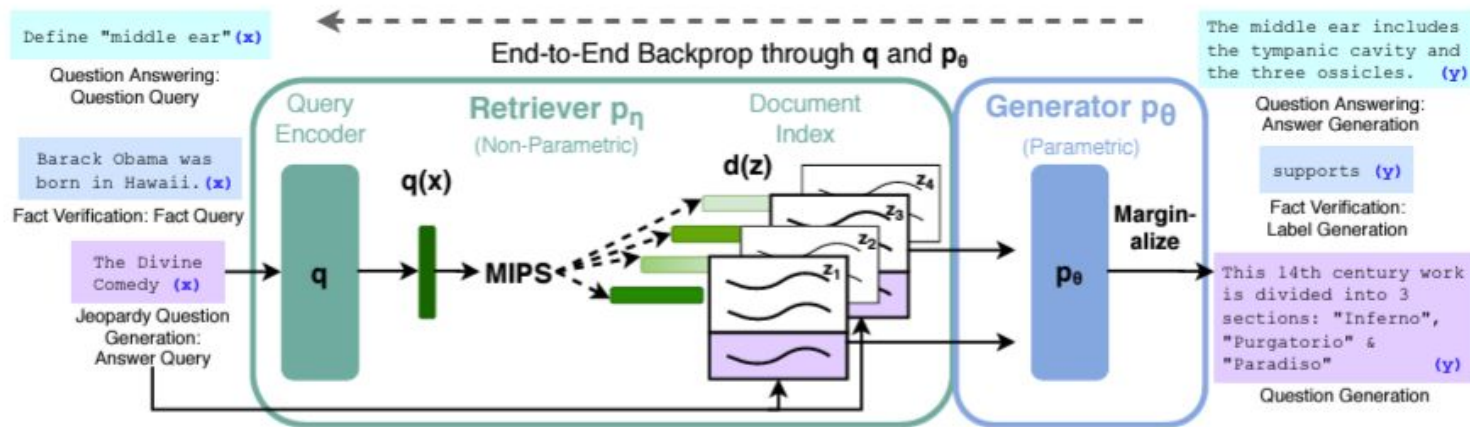 Define "middle ear"(x)
Question Answering:
Question Query
Barack Obama was
born in Hawaii.(x)
Fact Verification: Fact Query
The Divine
Comedy (x)
Jeopardy Question
Generation:
Answer Query
End-to-End Backprop through q and pθ
Query
Encoder
q
q(x)
Retriever pη
(Non-Parametric)
MIPS
Document
Index
d(z)
z4
z3
z2
z1
Generator pθ
(Parametric)
pθ
Margin-
alize
The middle ear includes
the tympanic cavity and
the three ossicles. (y)
Question Answering:
Answer Generation
supports (y)
Fact Verification:
Label Generation
This 14th century work
is divided into 3
sections: "Inferno",
"Purgatorio" &
"Paradiso" (y)
Question Generation